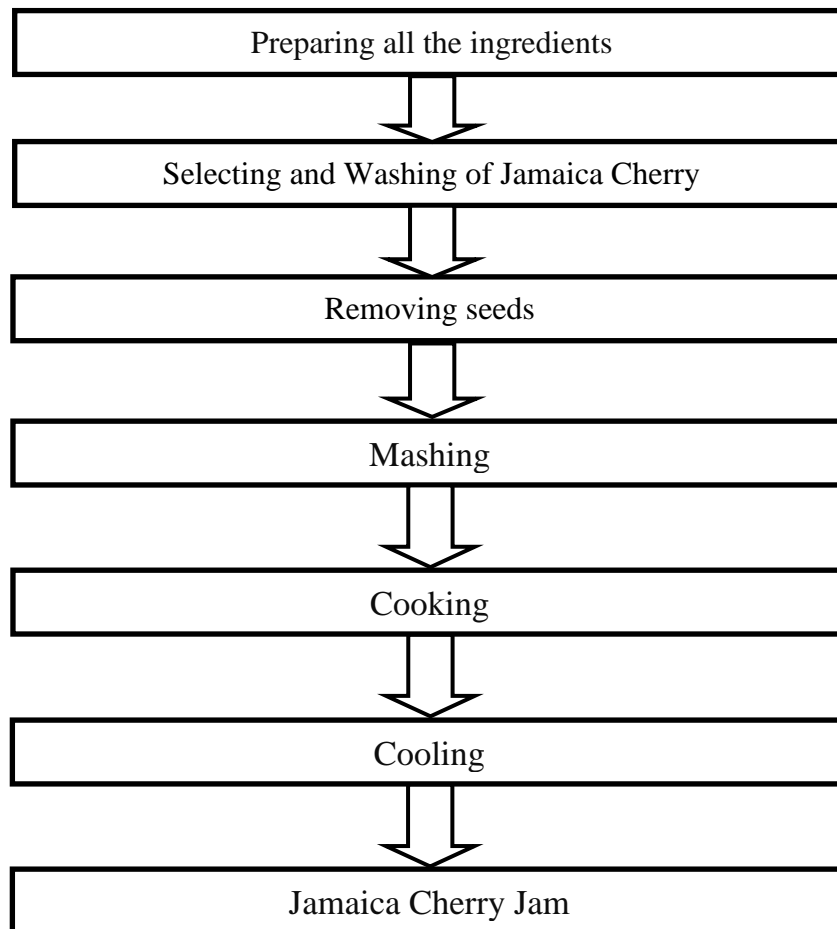 Preparing all the ingredients
Selecting and Washing of Jamaica Cherry
Removing seeds
Mashing
Cooking
Cooling
Jamaica Cherry Jam